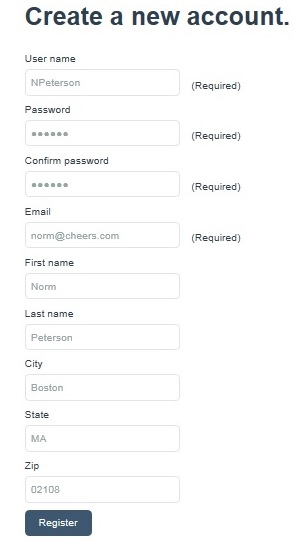 Create a new account.
User name
NPeterson (Required)
Password
●●●●●● (Required)
Confirm password
●●●●●● (Required)
Email
norm@cheers.com (Required)
First name
Norm
Last name
Peterson
City
Boston
State
MA
Zip
02108
Register